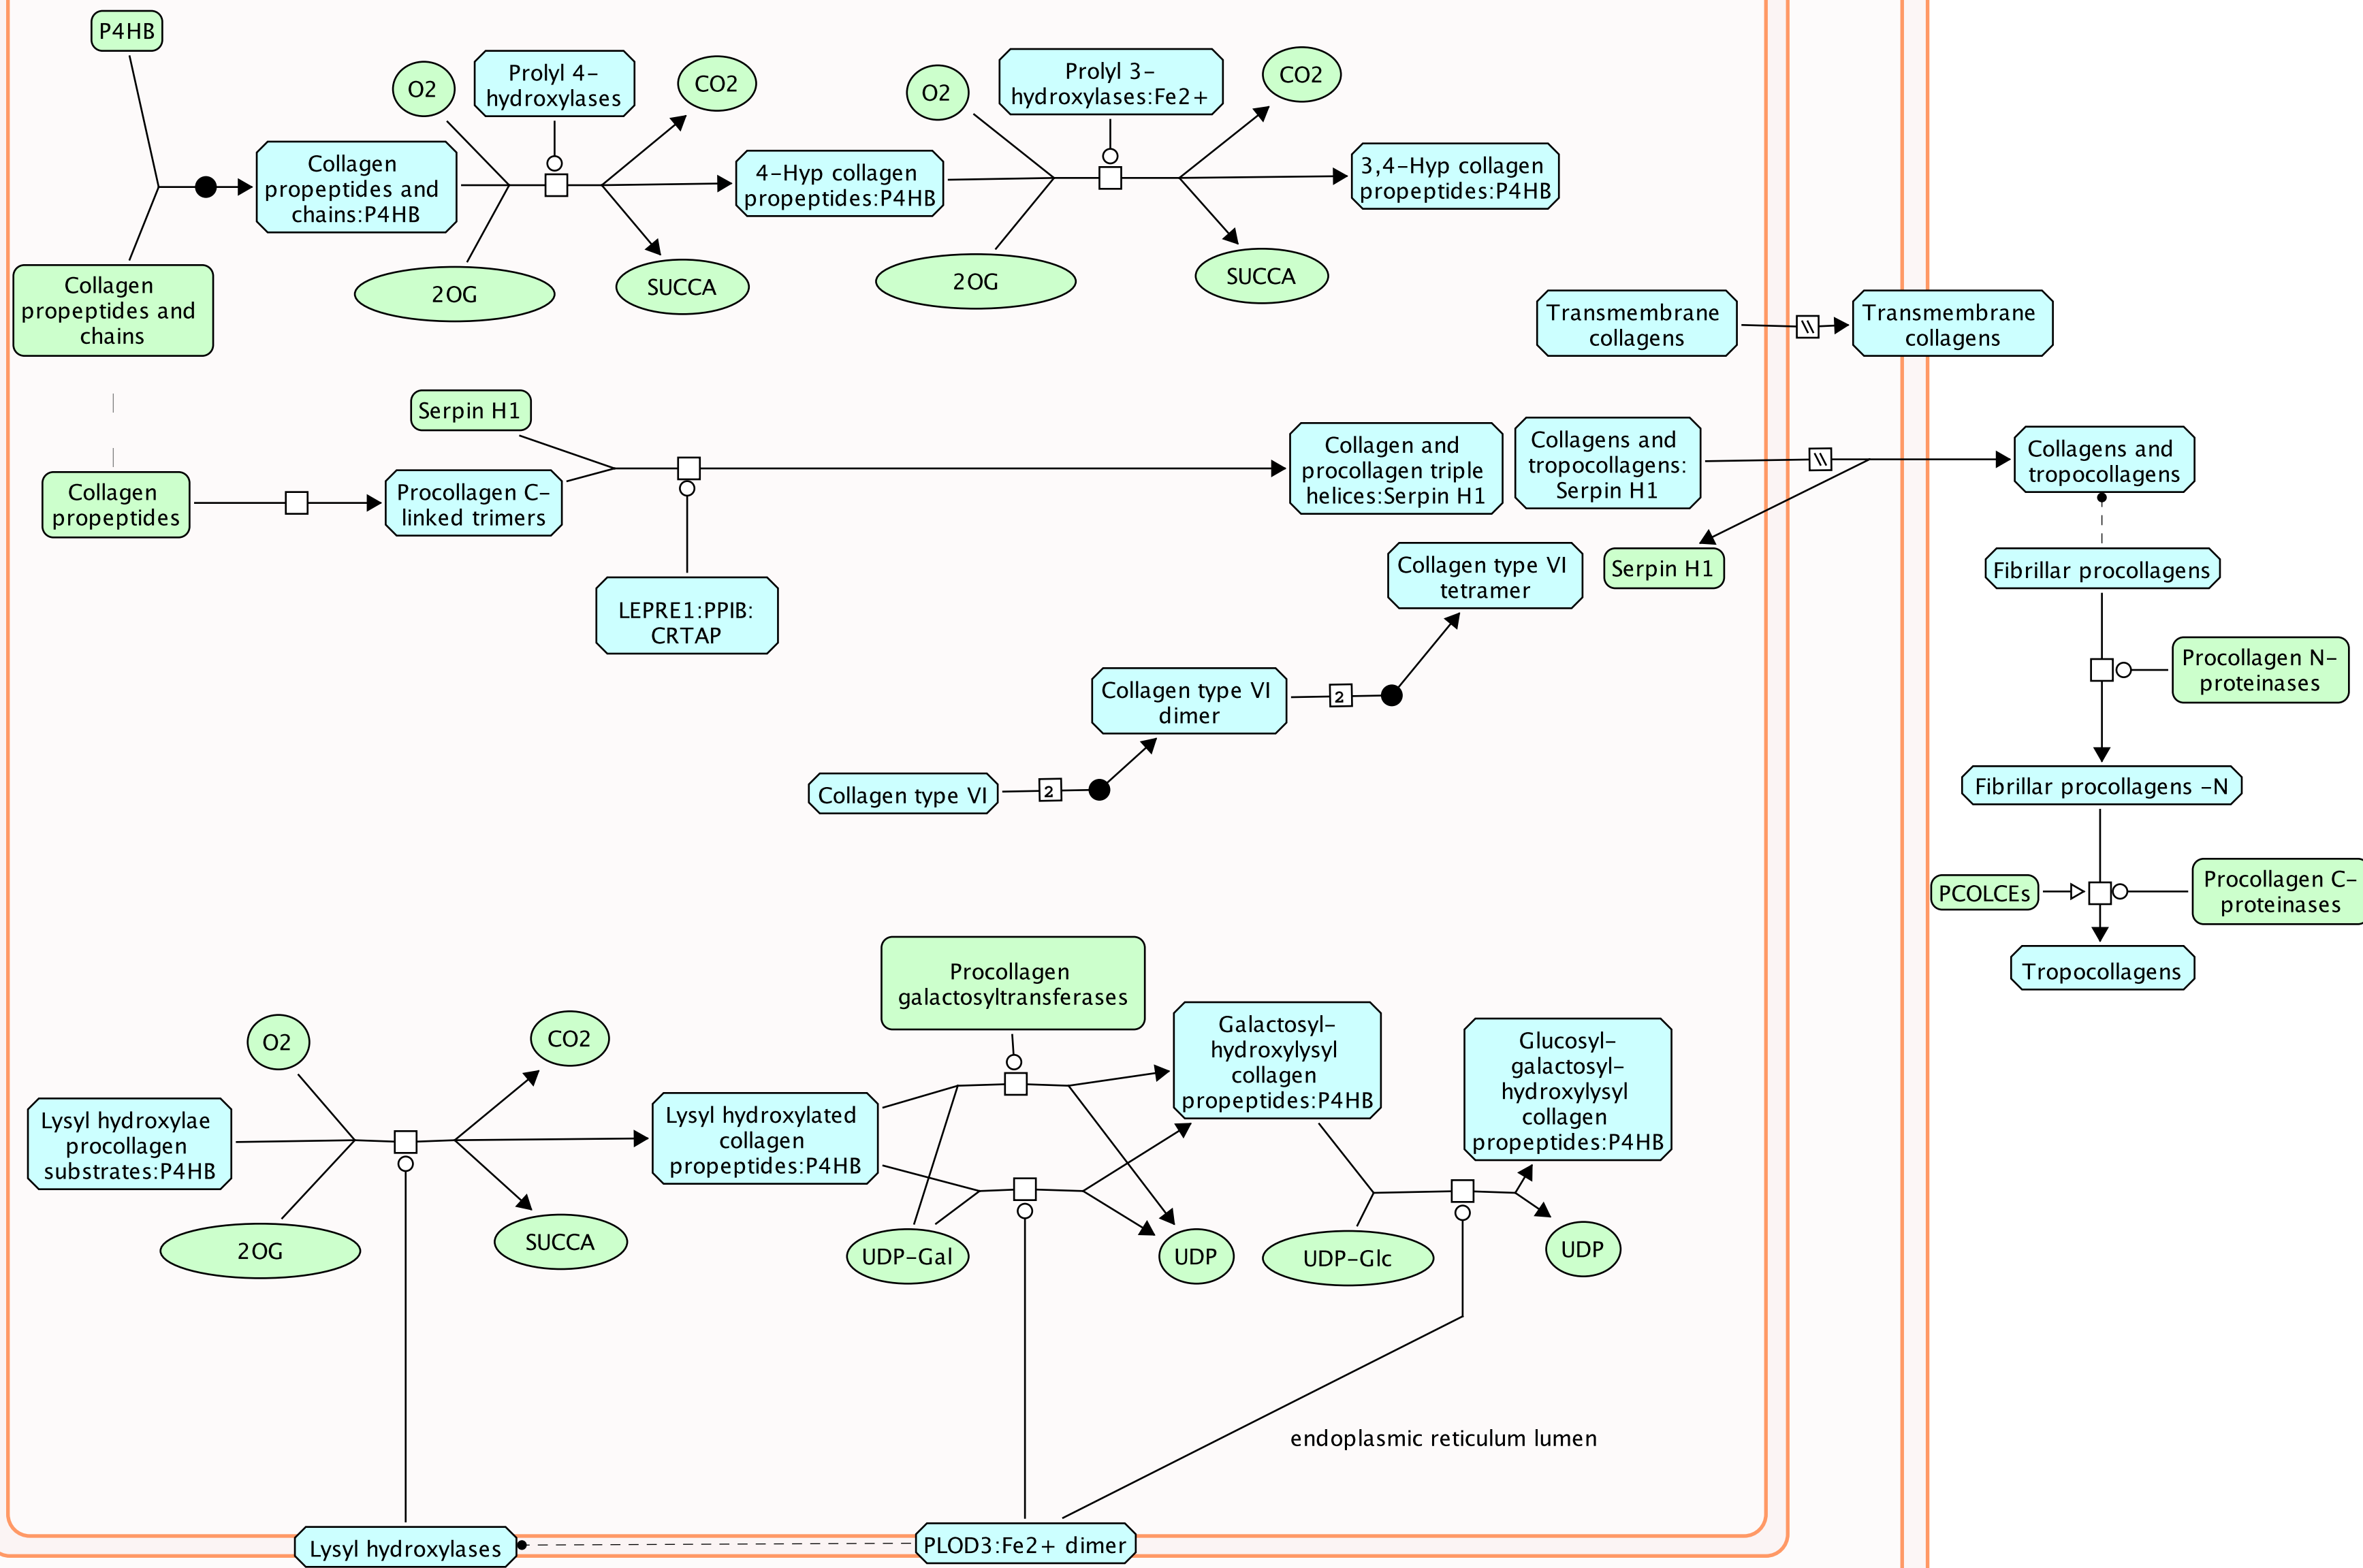 P4HB
O2
Prolyl 4-
hydroxylases
CO2
O2
Prolyl 3-
hydroxylases:Fe2+
CO2
Collagen
propeptides and
chains:P4HB
4-Hyp collagen
propeptides:P4HB
3,4-Hyp collagen
propeptides:P4HB
Collagen
propeptides and
chains
2OG
SUCCA
2OG
SUCCA
Transmembrane
collagens
\\
Transmembrane
collagens
Serpin H1
Collagen
propeptides
Procollagen C-
linked trimers
Collagen and
procollagen triple
helices:Serpin H1
Collagens and
tropocollagens:
Serpin H1
\\
Collagens and
tropocollagens
LEPRE1:PPIB:
CRTAP
Collagen type VI
tetramer
Serpin H1
Fibrillar procollagens
Procollagen N-
proteinases
Collagen type VI
dimer
2
Collagen type VI
2
Fibrillar procollagens -N
PCOLCEs
Procollagen C-
proteinases
Tropocollagens
Procollagen
galactosyltransferases
O2
CO2
Galactosyl-
hydroxylysyl
collagen
propeptides:P4HB
Glucosyl-
galactosyl-
hydroxylysyl
collagen
propeptides:P4HB
Lysyl hydroxylae
procollagen
substrates:P4HB
Lysyl hydroxylated
collagen
propeptides:P4HB
2OG
SUCCA
UDP-Gal
UDP
UDP-Glc
UDP
endoplasmic reticulum lumen
Lysyl hydroxylases
PLOD3:Fe2+ dimer